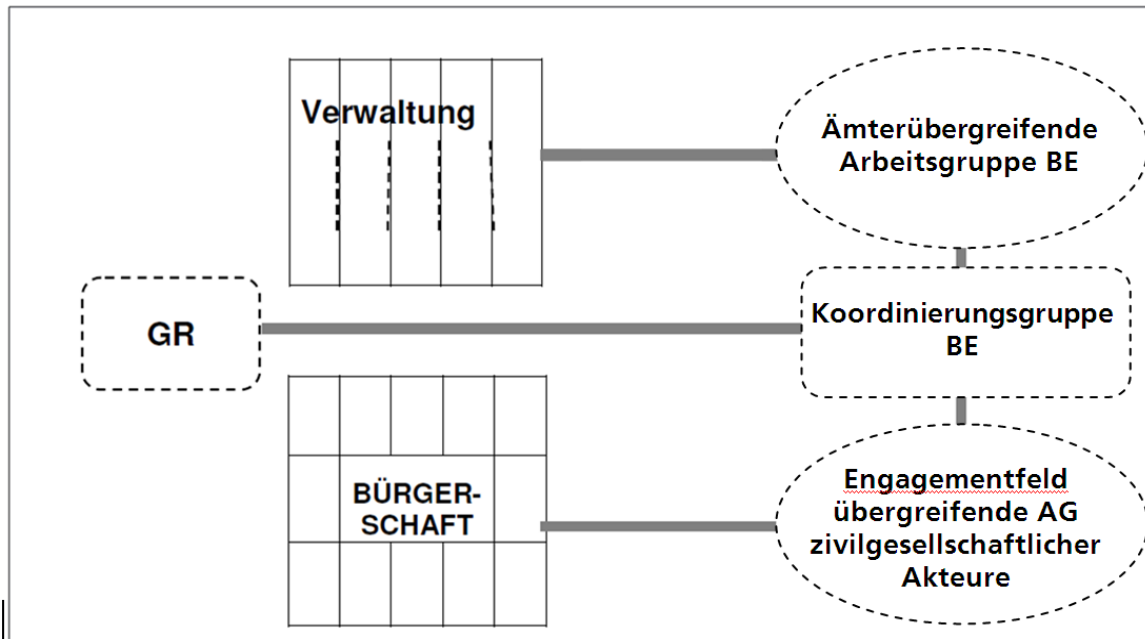 Verwaltung
Ämterübergreifende
Arbeitsgruppe BE
GR
Koordinierungsgruppe
BE
BÜRGER-
SCHAFT
Engagementfeld
übergreifende AG
zivilgesellschaftlicher
Akteure